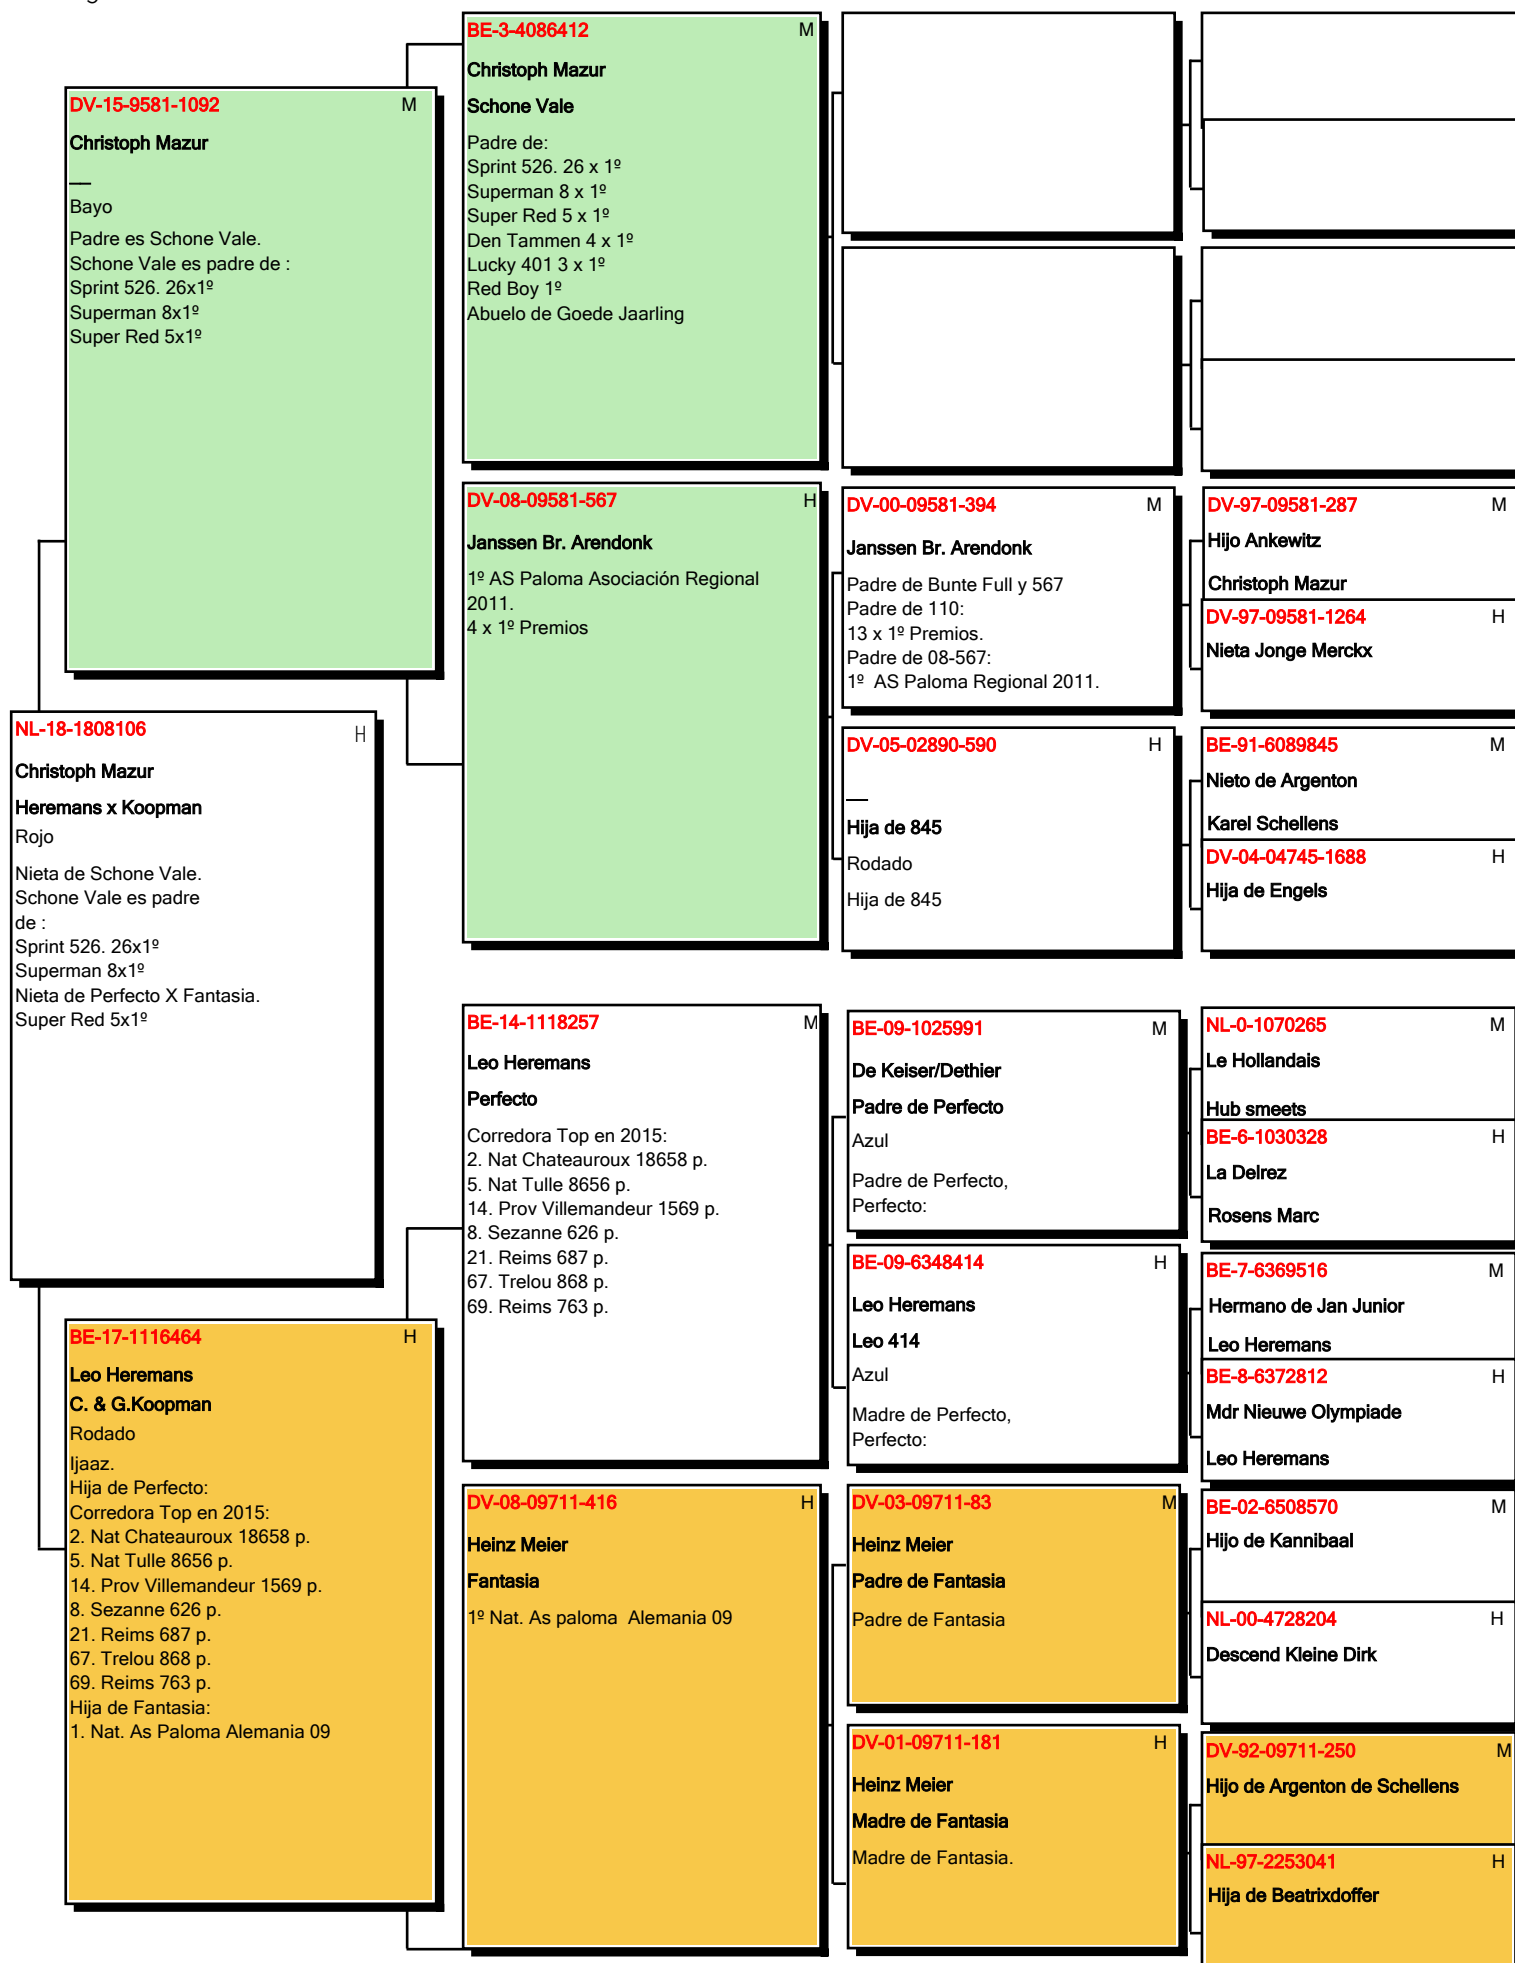 NL-18-1808106 H
Christoph Mazur
Heremans x Koopman
Rojo
Nieta de Schone Vale.
Schone Vale es padre
de :
Sprint 526. 26x1º
Superman 8x1º
Nieta de Perfecto X Fantasia.
Super Red 5x1º
DV-15-9581-1092 M
Christoph Mazur
__
Bayo
Padre es Schone Vale.
Schone Vale es padre de :
Sprint 526. 26x1º
Superman 8x1º
Super Red 5x1º
BE-17-1116464 H
Leo Heremans
C. & G.Koopman
Rodado
Ijaaz.
Hija de Perfecto:
Corredora Top en 2015:
2. Nat Chateauroux 18658 p.
5. Nat Tulle 8656 p.
14. Prov Villemandeur 1569 p.
8. Sezanne 626 p.
21. Reims 687 p.
67. Trelou 868 p.
69. Reims 763 p.
Hija de Fantasia:
1. Nat. As Paloma Alemania 09
BE-3-4086412 M
Christoph Mazur
Schone Vale
Padre de:
Sprint 526. 26 x 1º
Superman 8 x 1º
Super Red 5 x 1º
Den Tammen 4 x 1º
Lucky 401 3 x 1º
Red Boy 1º
Abuelo de Goede Jaarling
DV-08-09581-567 H
Janssen Br. Arendonk
1º AS Paloma Asociación Regional
2011.
4 x 1º Premios
BE-14-1118257 M
Leo Heremans
Perfecto
Corredora Top en 2015:
2. Nat Chateauroux 18658 p.
5. Nat Tulle 8656 p.
14. Prov Villemandeur 1569 p.
8. Sezanne 626 p.
21. Reims 687 p.
67. Trelou 868 p.
69. Reims 763 p.
DV-08-09711-416 H
Heinz Meier
Fantasia
1º Nat. As paloma Alemania 09
DV-00-09581-394 M
Janssen Br. Arendonk
Padre de Bunte Full y 567
Padre de 110:
13 x 1º Premios.
Padre de 08-567:
1º AS Paloma Regional 2011.
DV-05-02890-590 H
__
Hija de 845
Rodado
Hija de 845
BE-09-1025991 M
De Keiser/Dethier
Padre de Perfecto
Azul
Padre de Perfecto,
Perfecto:
BE-09-6348414 H
Leo Heremans
Leo 414
Azul
Madre de Perfecto,
Perfecto:
DV-03-09711-83 M
Heinz Meier
Padre de Fantasia
Padre de Fantasia
DV-01-09711-181 H
Heinz Meier
Madre de Fantasia
Madre de Fantasia.
DV-97-09581-287 M
Hijo Ankewitz
Christoph Mazur
DV-97-09581-1264 H
Nieta Jonge Merckx
BE-91-6089845 M
Nieto de Argenton
Karel Schellens
DV-04-04745-1688 H
Hija de Engels
NL-0-1070265 M
Le Hollandais
Hub smeets
BE-6-1030328 H
La Delrez
Rosens Marc
BE-7-6369516 M
Hermano de Jan Junior
Leo Heremans
BE-8-6372812 H
Mdr Nieuwe Olympiade
Leo Heremans
BE-02-6508570 M
Hijo de Kannibaal
NL-00-4728204 H
Descend Kleine Dirk
DV-92-09711-250 M
Hijo de Argenton de Schellens
NL-97-2253041 H
Hija de Beatrixdoffer